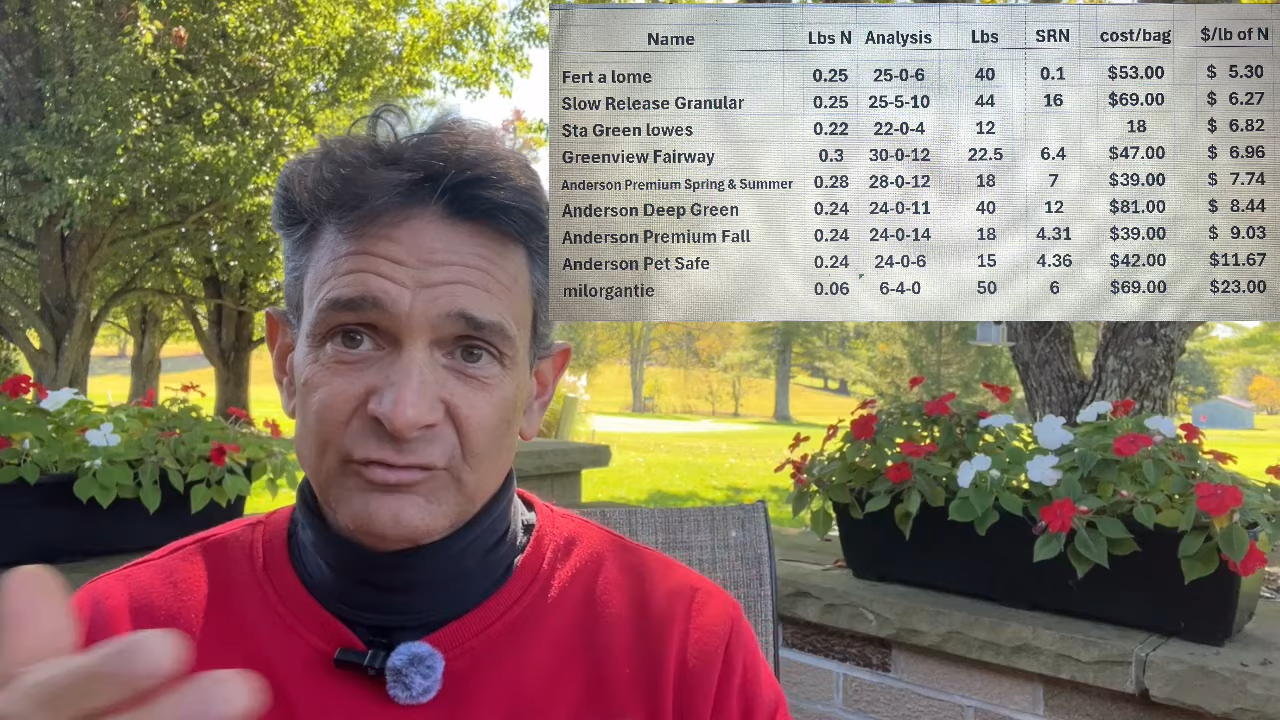 Name Lbs N Analysis Lbs SRN cost/bag $/lb of N
Fert a lome 0.25 25-0-6 40 0.1 $53.00 $ 5.30
Slow Release Granular 0.25 25-5-10 44 16 $69.00 $ 6.27
Sta Green lowes 0.22 22-0-4 12 18 $ 6.82
Greenview Fairway 0.3 30-0-12 22.5 6.4 $47.00 $ 6.96
Anderson Premium Spring & Summer 0.28 28-0-12 18 7 $39.00 $ 7.74
Anderson Deep Green 0.24 24-0-11 40 12 $81.00 $ 8.44
Anderson Premium Fall 0.24 24-0-14 18 4.31 $39.00 $ 9.03
Anderson Pet Safe 0.24 24-0-6 15 4.36 $42.00 $11.67
milorgantie 0.06 6-4-0 50 6 $69.00 $23.00